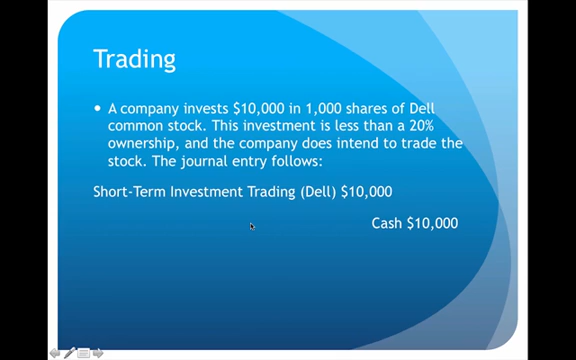 Trading
• A company invests $10,000 in 1,000 shares of Dell
common stock. This investment is less than a 20%
ownership, and the company does intend to trade the
stock. The journal entry follows:
Short-Term Investment Trading (Dell) $10,000
Cash $10,000